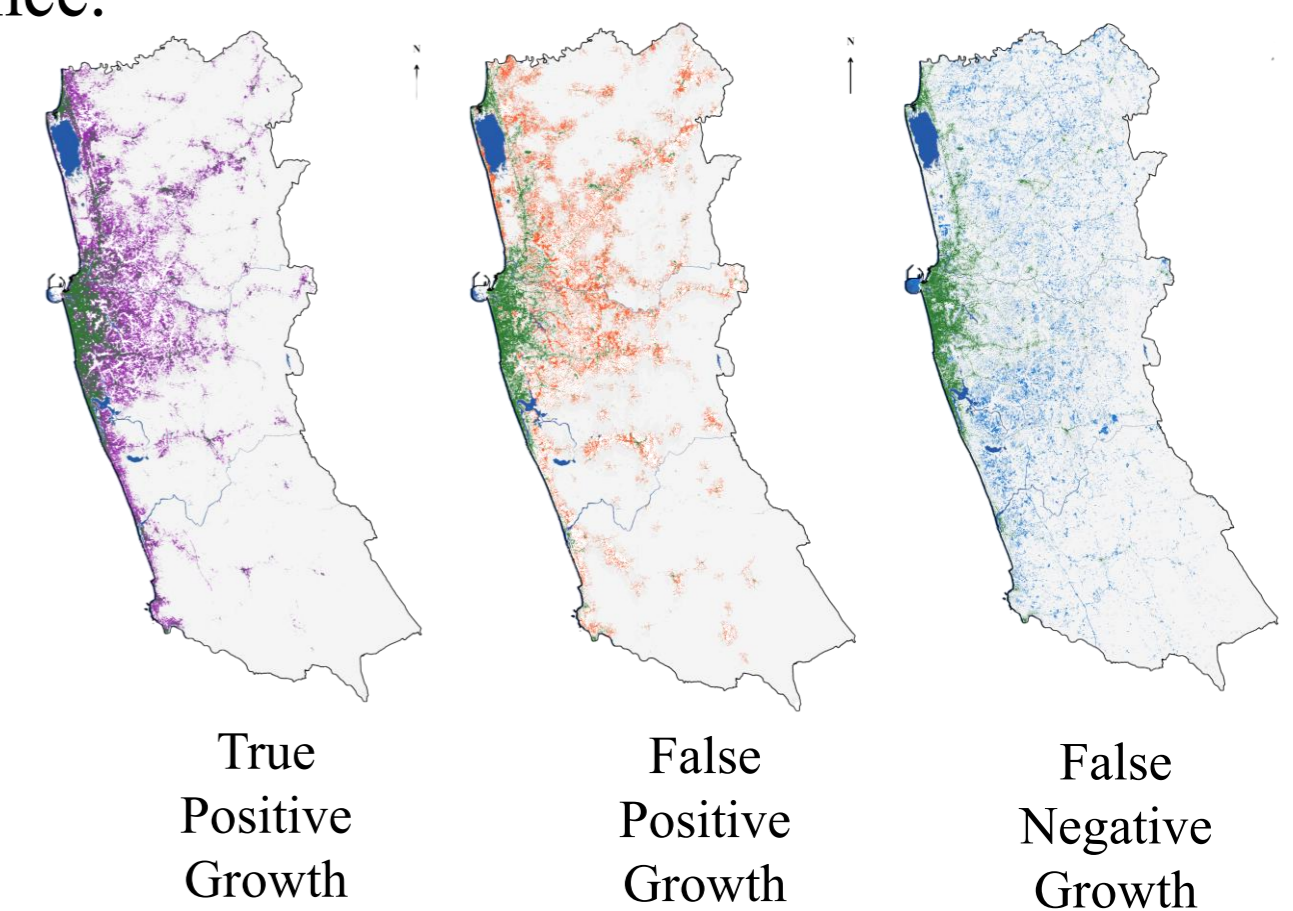 N
N
True
Positive
Growth
False
Positive
Growth
False
Negative
Growth